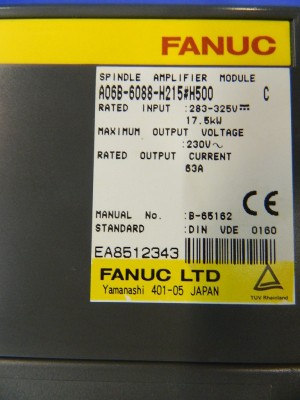 FANUC
SPINDLE AMPLIFIER MODULE
A06B-6088-H215#H500 C
RATED INPUT :283-325V⎓
17.5kW
MAXIMUM OUTPUT VOLTAGE
:230V~
RATED OUTPUT CURRENT
63A
CE
MANUAL No. :B-65162
STANDARD :DIN VDE 0160
EA8512343
FANUC LTD
Yamanashi 401-05 JAPAN
TUV Rheinland